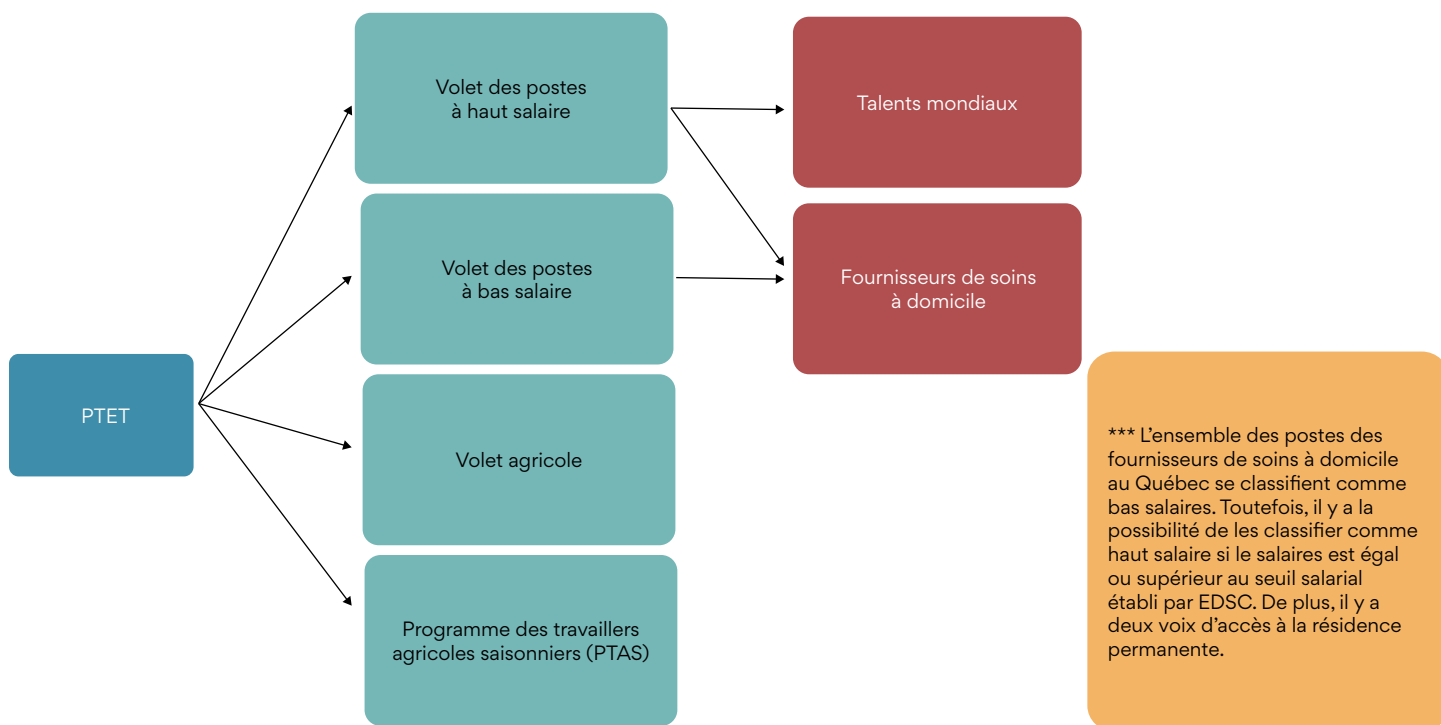 PTET
Volet des postes
à haut salaire
Volet des postes
à bas salaire
Volet agricole
Programme des travaillers
agricoles saisonniers (PTAS)
Talents mondiaux
Fournisseurs de soins
à domicile
*** L'ensemble des postes des
fournisseurs de soins à domicile
au Québec se classifient comme
bas salaires. Toutefois, il y a la
possibilité de les classifier comme
haut salaire si le salaires est égal
ou supérieur au seuil salarial
établi par EDSC. De plus, il y a
deux voix d'accès à la résidence
permanente.